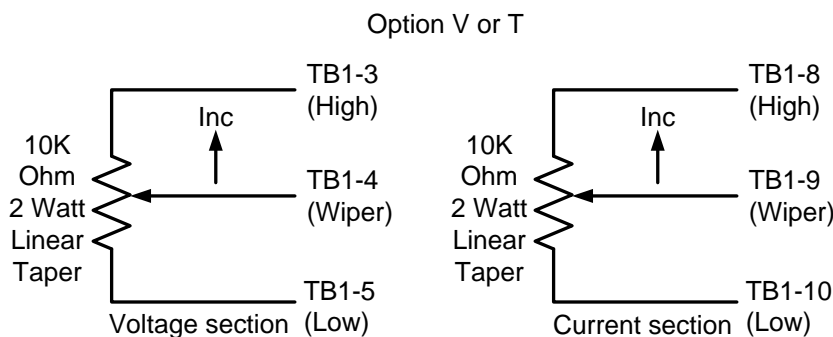 Option V or T
TB1-3
(High)
Inc
10K
Ohm
2 Watt
Linear
Taper
TB1-4
(Wiper)
TB1-5
(Low)
Voltage section
TB1-8
(High)
Inc
10K
Ohm
2 Watt
Linear
Taper
TB1-9
(Wiper)
TB1-10
(Low)
Current section